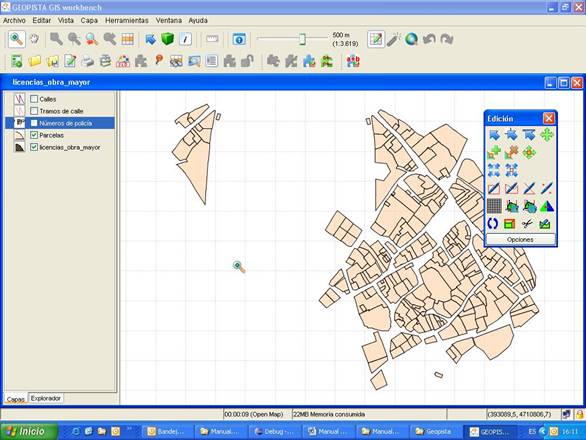 GEOPISTA GIS workbench
Archivo Editar Vista Capa Herramientas Ventana Ayuda
500 m
(1:3.619)
licencias_obra_mayor
Calles
Tramos de calle
Números de policía
Parcelas
licencias_obra_mayor
Edición
Opciones
Capas Explorador
00:00:09 (Open Map) 22MB Memoria consumida (393089,5, 4710806,7)
Inicio Bandej... Manual... Debug -... Manual ... Manual... Geopista GEOPIS... ES 16:11